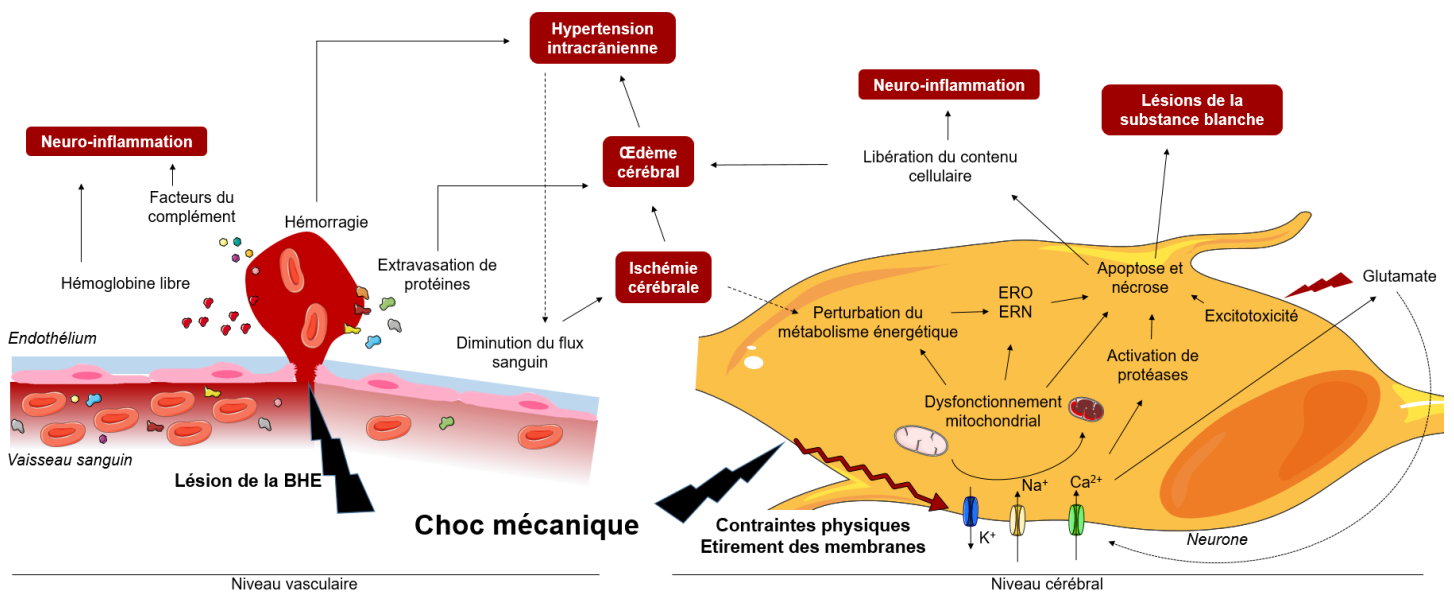 Hypertension
intracrânienne
Neuro-inflammation
Lésions de la
substance blanche
Neuro-inflammation
Œdème
cérébral
Libération du contenu
cellulaire
Facteurs du
complément
Hémorragie
Hémoglobine libre
Extravasation de
protéines
Ischémie
cérébrale
Apoptose et
nécrose
Glutamate
ERO
ERN
Perturbation du
métabolisme énergétique
Excitotoxicité
Endothélium
Diminution du flux
sanguin
Activation de
protéases
Dysfonctionnement
mitochondrial
Vaisseau sanguin
Lésion de la BHE
Na⁺
Ca²⁺
Choc mécanique
Contraintes physiques
Etirement des membranes
K⁺
Neurone
Niveau vasculaire
Niveau cérébral